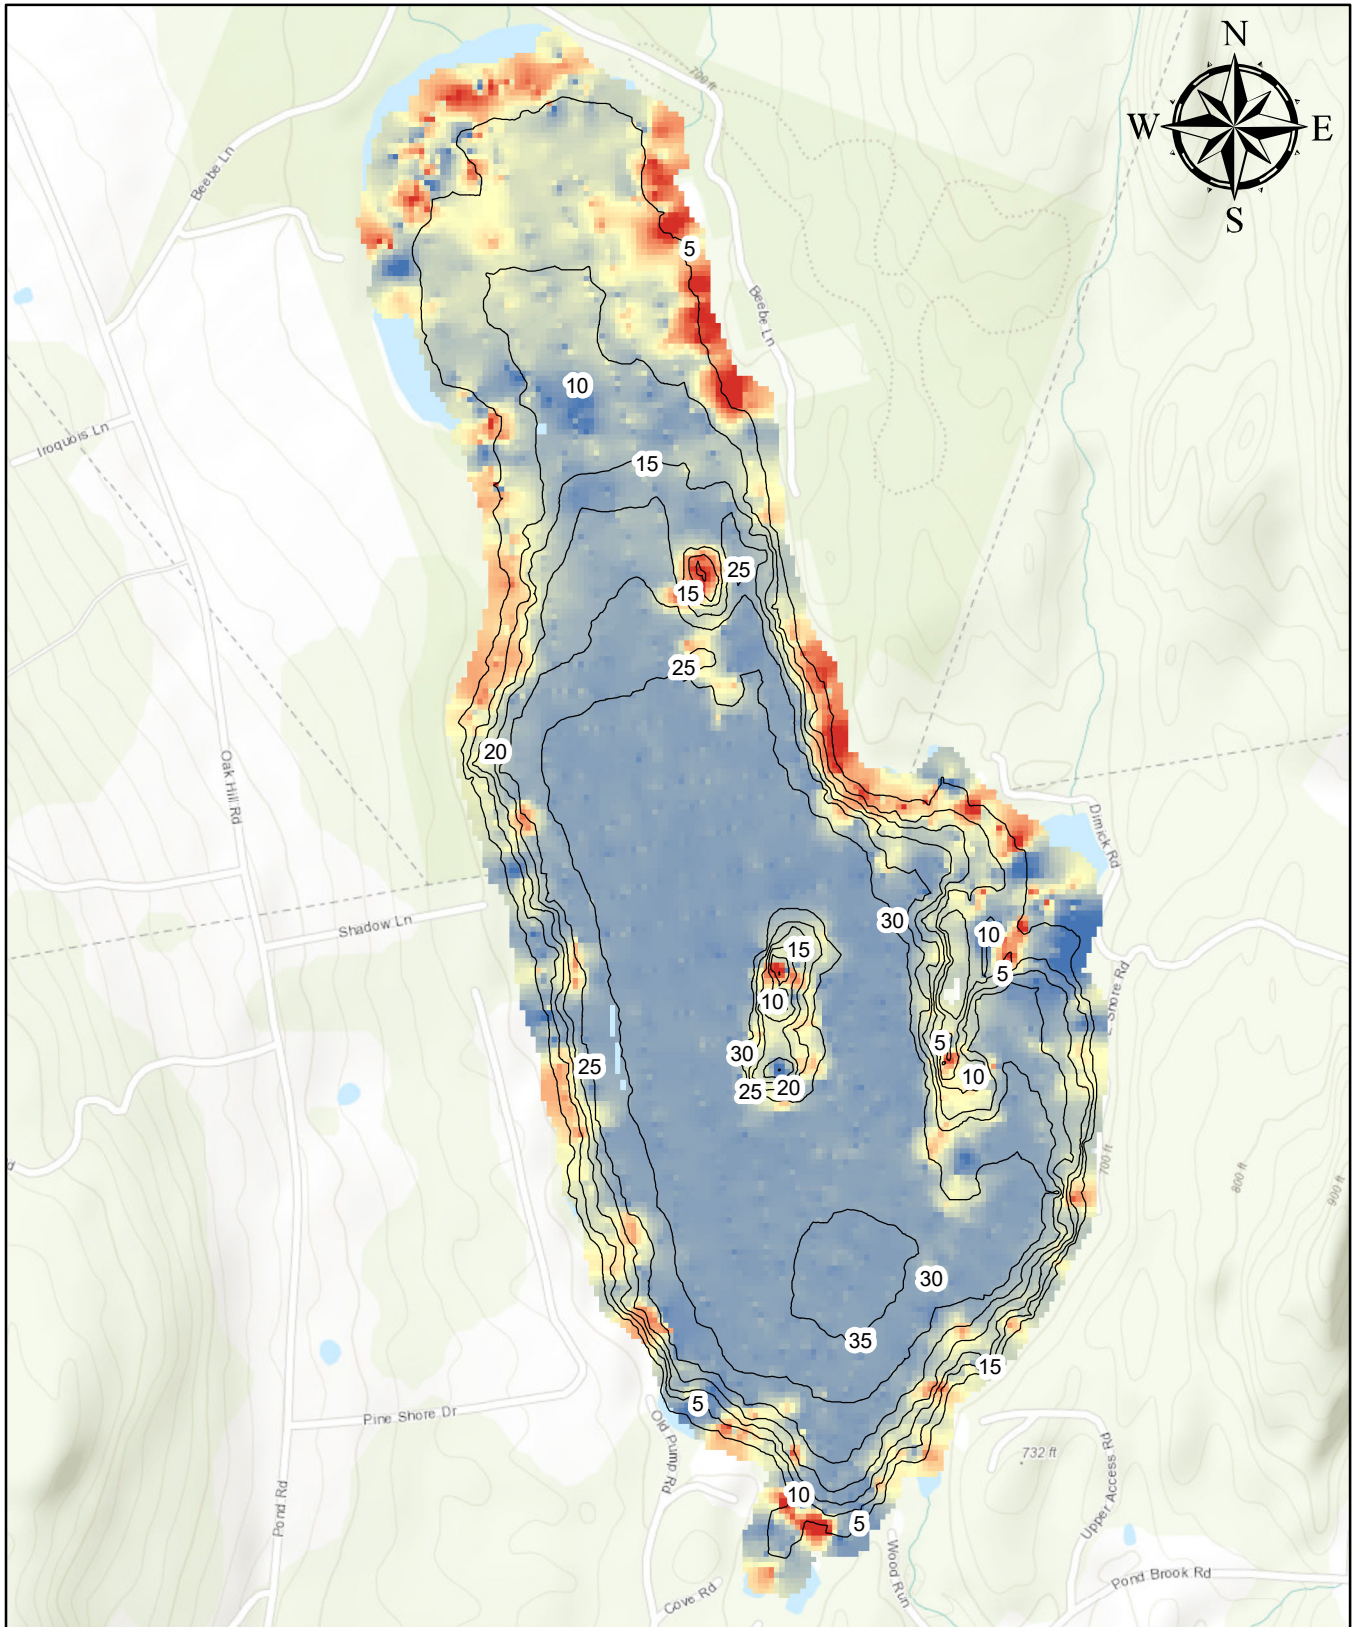 N
W E
S
700 ft
Beebe Ln
5
Beebe Ln
10
Iroquois Ln
15
25
15
25
20
Oak Hill Rd
Dimick Rd
Shadow Ln
30
10
15
5
E Shore Rd
10
5
30
25
10
25
20
700 ft
800 ft
900 ft
30
35
15
5
Pine Shore Dr
Old Pump Rd
732 ft
Upper Access Rd
Pond Rd
10
5
Wood Run
Pond Brook Rd
Cove Rd